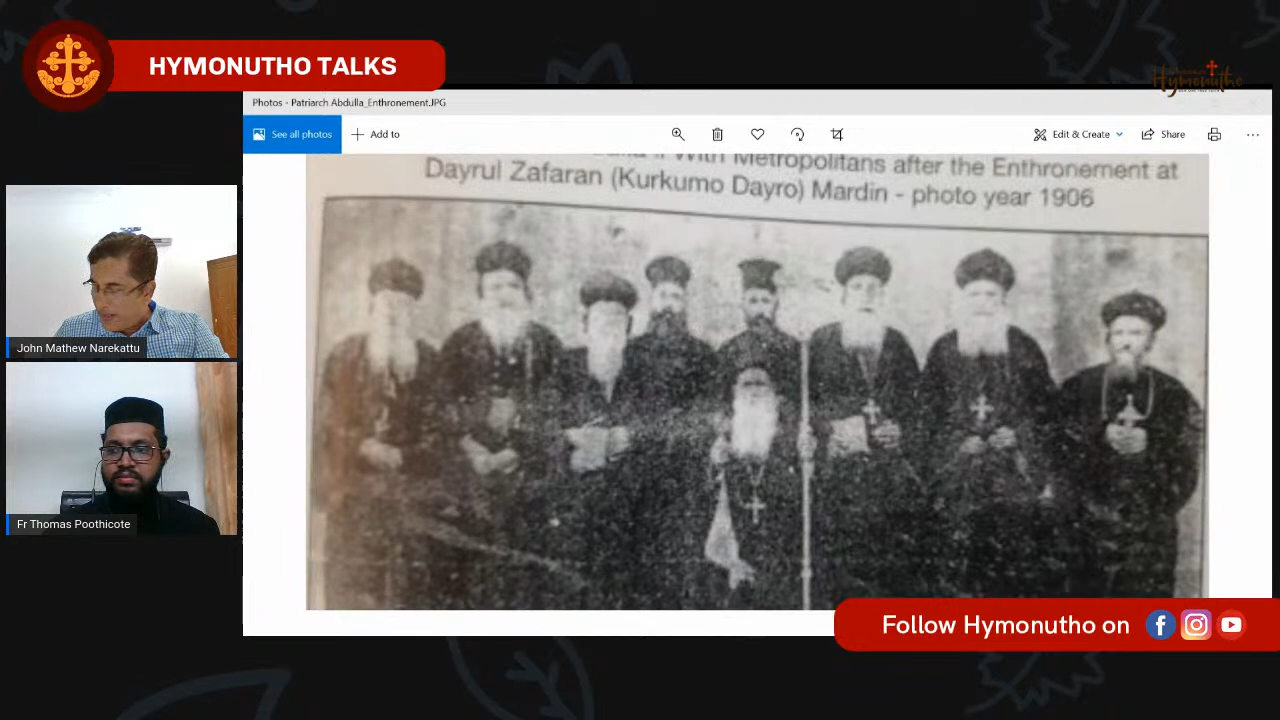 HYMONUTHO TALKS
Hymonutho
Photos - Patriarch Abdulla_Enthronement.JPG
See all photos
Add to
Edit & Create
Share
With Metropolitans after the Enthronement at
Dayrul Zafaran (Kurkumo Dayro) Mardin - photo year 1906
John Mathew Narekattu
Fr Thomas Poothicote
Follow Hymonutho on